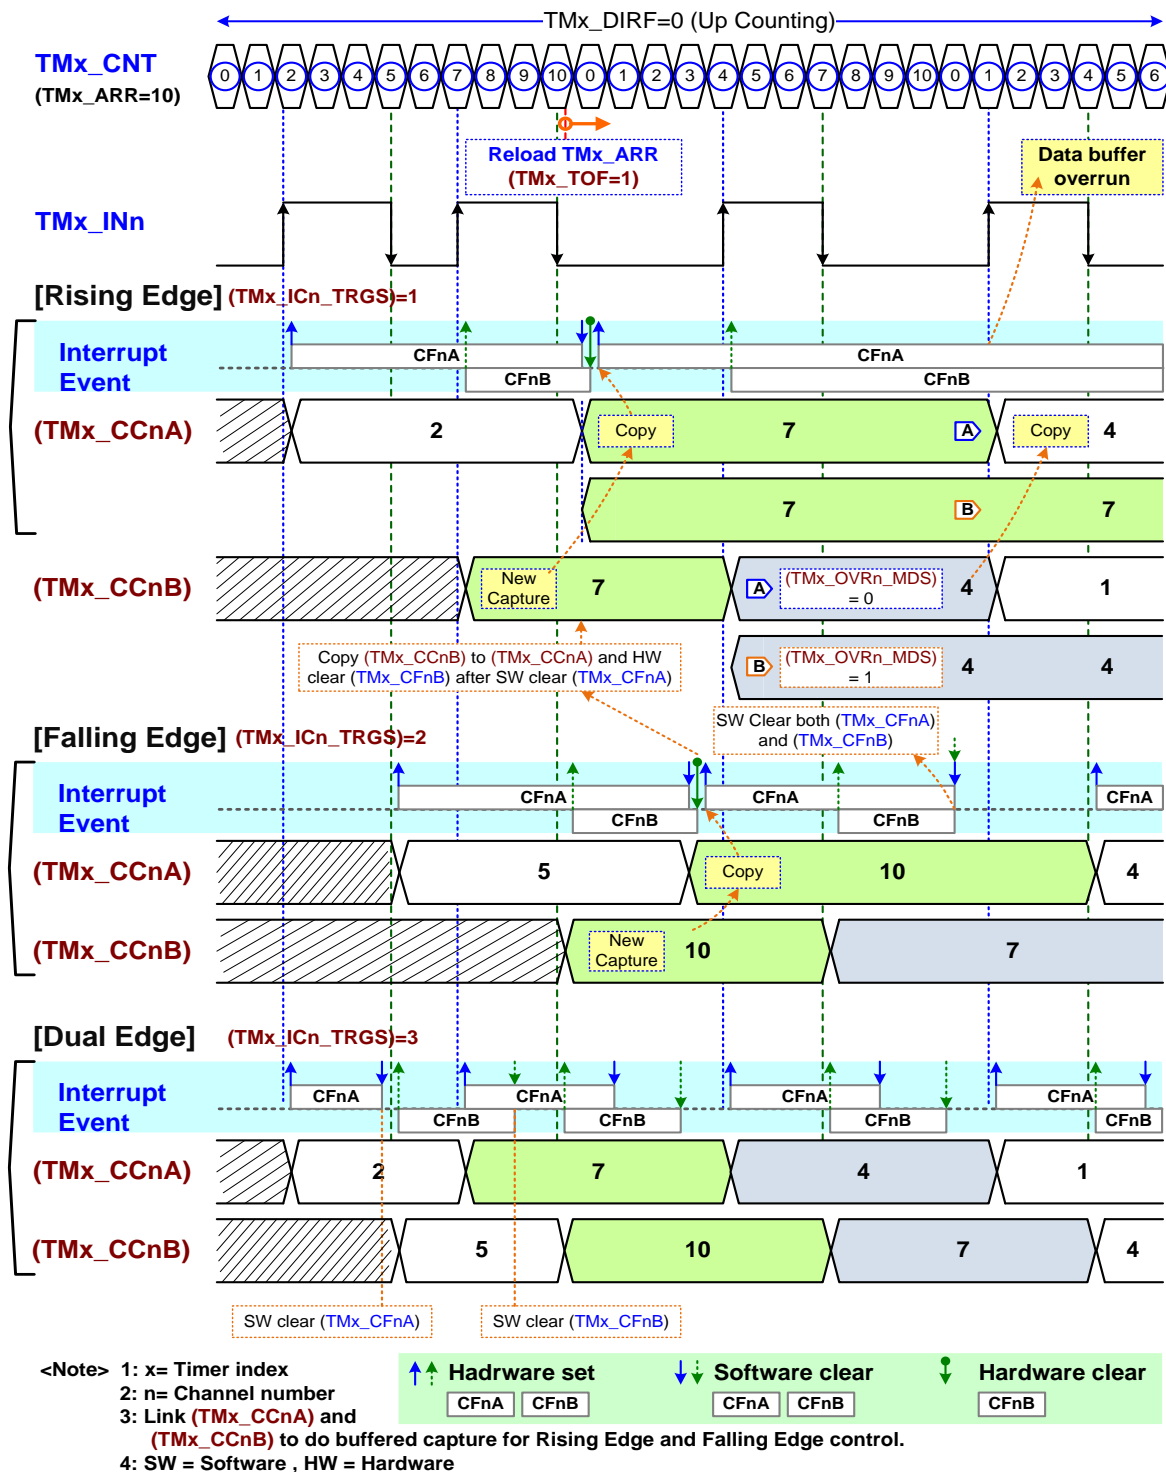 TMx_DIRF=0 (Up Counting)
TMx_CNT
(TMx_ARR=10)
0 1 2 3 4 5 6 7 8 9 10 0 1 2 3 4 5 6 7 8 9 10 0 1 2 3 4 5 6
Reload TMx_ARR
(TMx_TOF=1)
Data buffer
overrun
TMx_INn
[Rising Edge] (TMx_ICn_TRGS)=1
Interrupt
Event
CFnA
CFnA
CFnB
CFnB
(TMx_CCnA)
2
Copy
7
A
Copy
4
7
B
7
(TMx_CCnB)
New
Capture
7
A
(TMx_OVRn_MDS)
= 0
4
1
B
(TMx_OVRn_MDS)
= 1
4
4
Copy (TMx_CCnB) to (TMx_CCnA) and HW
clear (TMx_CFnB) after SW clear (TMx_CFnA)
SW Clear both (TMx_CFnA)
and (TMx_CFnB)
[Falling Edge] (TMx_ICn_TRGS)=2
Interrupt
Event
CFnA
CFnA
CFnA
CFnB
CFnB
(TMx_CCnA)
5
Copy
10
4
(TMx_CCnB)
New
Capture
10
7
[Dual Edge] (TMx_ICn_TRGS)=3
Interrupt
Event
CFnA
CFnA
CFnA
CFnA
CFnB
CFnB
CFnB
CFnB
(TMx_CCnA)
2
7
4
1
(TMx_CCnB)
5
10
7
4
SW clear (TMx_CFnA)
SW clear (TMx_CFnB)
<Note> 1: x= Timer index
2: n= Channel number
3: Link (TMx_CCnA) and
(TMx_CCnB) to do buffered capture for Rising Edge and Falling Edge control.
4: SW = Software , HW = Hardware
Hadrware set
CFnA CFnB
Software clear
CFnA CFnB
Hardware clear
CFnB